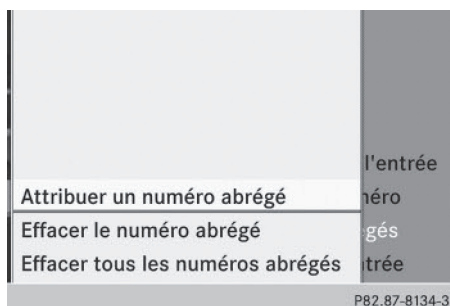 l'entrée
Attribuer un numéro abrégé
néro
Effacer le numéro abrégé
gés
Effacer tous les numéros abrégés
trée
P82.87-8134-3